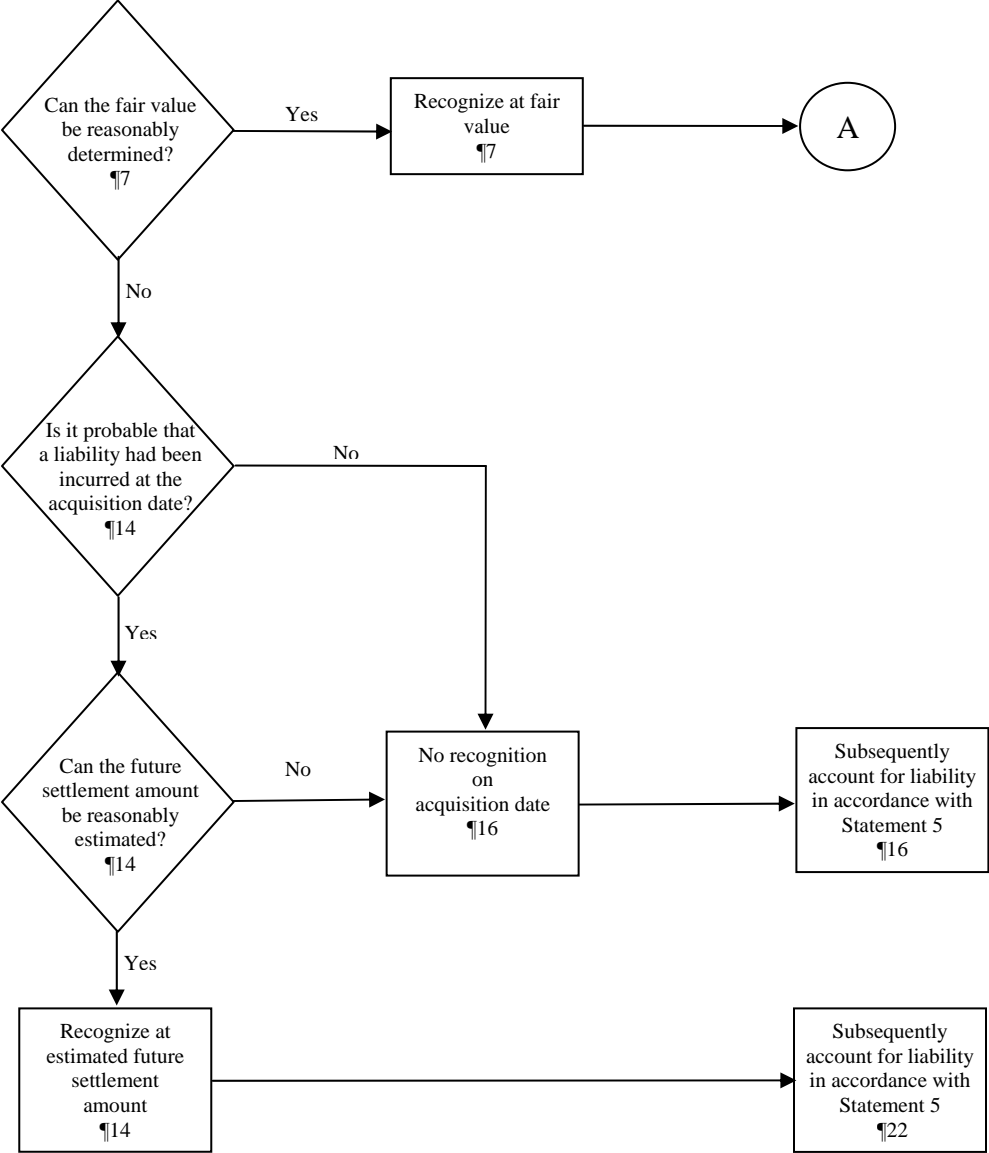 Can the fair value
be reasonably
determined?
¶7
Yes
Recognize at fair
value
¶7
A
No
Is it probable that
a liability had been
incurred at the
acquisition date?
¶14
No
Yes
Can the future
settlement amount
be reasonably
estimated?
¶14
No
No recognition
on
acquisition date
¶16
Subsequently
account for liability
in accordance with
Statement 5
¶16
Yes
Recognize at
estimated future
settlement
amount
¶14
Subsequently
account for liability
in accordance with
Statement 5
¶22